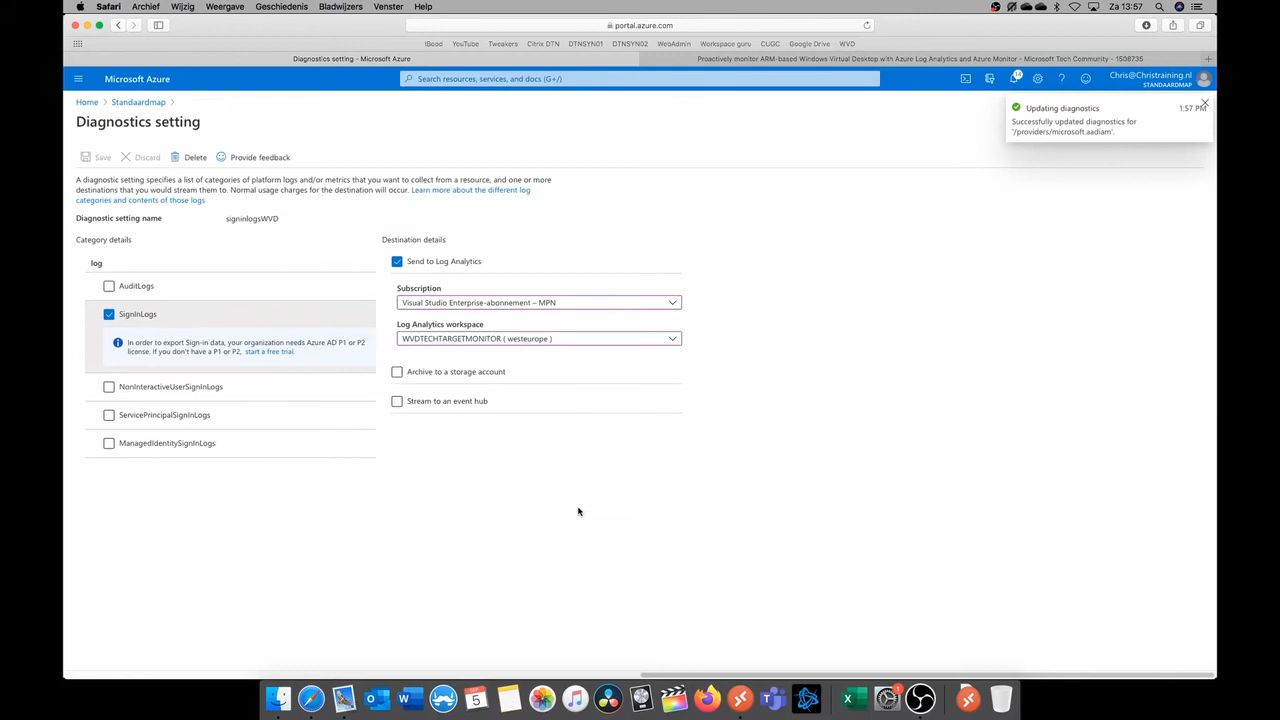 Safari Archief Wijzig Weergave Geschiedenis Bladwijzers Venster Help Za 13:57
portal.azure.com
IBood YouTube Tweakers Citrix DTN DTNSYN01 DTNSYN02 WebAdmin Workspace guru CUGC Google Drive WVD
Diagnostics setting - Microsoft Azure Proactively monitor ARM-based Windows Virtual Desktop with Azure Log Analytics and Azure Monitor - Microsoft Tech Community - 1508735
Microsoft Azure Search resources, services, and docs (G+/) 14 Chris@Christraining.nl
STANDAARDMAP
Home Standaardmap
Diagnostics setting
Updating diagnostics 1:57 PM
Successfully updated diagnostics for
'/providers/microsoft.aadiam'.
Save Discard Delete Provide feedback
A diagnostic setting specifies a list of categories of platform logs and/or metrics that you want to collect from a resource, and one or more
destinations that you would stream them to. Normal usage charges for the destination will occur. Learn more about the different log
categories and contents of those logs
Diagnostic setting name signinlogsWVD
Category details Destination details
log
Send to Log Analytics
AuditLogs
Subscription
Visual Studio Enterprise-abonnement – MPN
SignInLogs
Log Analytics workspace
WVDTECHTARGETMONITOR ( westeurope )
In order to export Sign-in data, your organization needs Azure AD P1 or P2
license. If you don't have a P1 or P2, start a free trial.
Archive to a storage account
NonInteractiveUserSignInLogs
Stream to an event hub
ServicePrincipalSignInLogs
ManagedIdentitySignInLogs
5
1